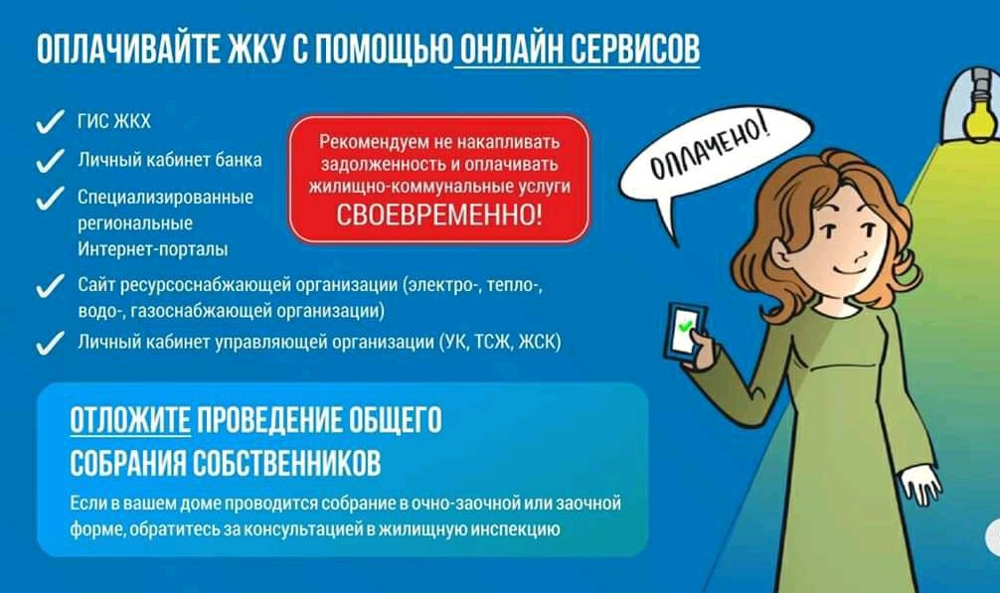 ОПЛАЧИВАЙТЕ ЖКУ С ПОМОЩЬЮ ОНЛАЙН СЕРВИСОВ
ГИС ЖКХ
Личный кабинет банка
Специализированные
региональные
Интернет-порталы
Сайт ресурсоснабжающей организации (электро-, тепло-,
водо-, газоснабжающей организации)
Личный кабинет управляющей организации (УК, ТСЖ, ЖСК)
Рекомендуем не накапливать
задолженность и оплачивать
жилищно-коммунальные услуги
СВОЕВРЕМЕННО!
ОПЛАЧЕНО!
ОТЛОЖИТЕ ПРОВЕДЕНИЕ ОБЩЕГО
СОБРАНИЯ СОБСТВЕННИКОВ
Если в вашем доме проводится собрание в очно-заочной или заочной
форме, обратитесь за консультацией в жилищную инспекцию